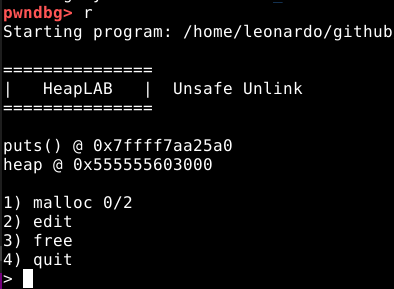 pwndbg> r
Starting program: /home/leonardo/github
===============
|   HeapLAB   |  Unsafe Unlink
===============
puts() @ 0x7ffff7aa25a0
heap @ 0x555555603000
1) malloc 0/2
2) edit
3) free
4) quit
>